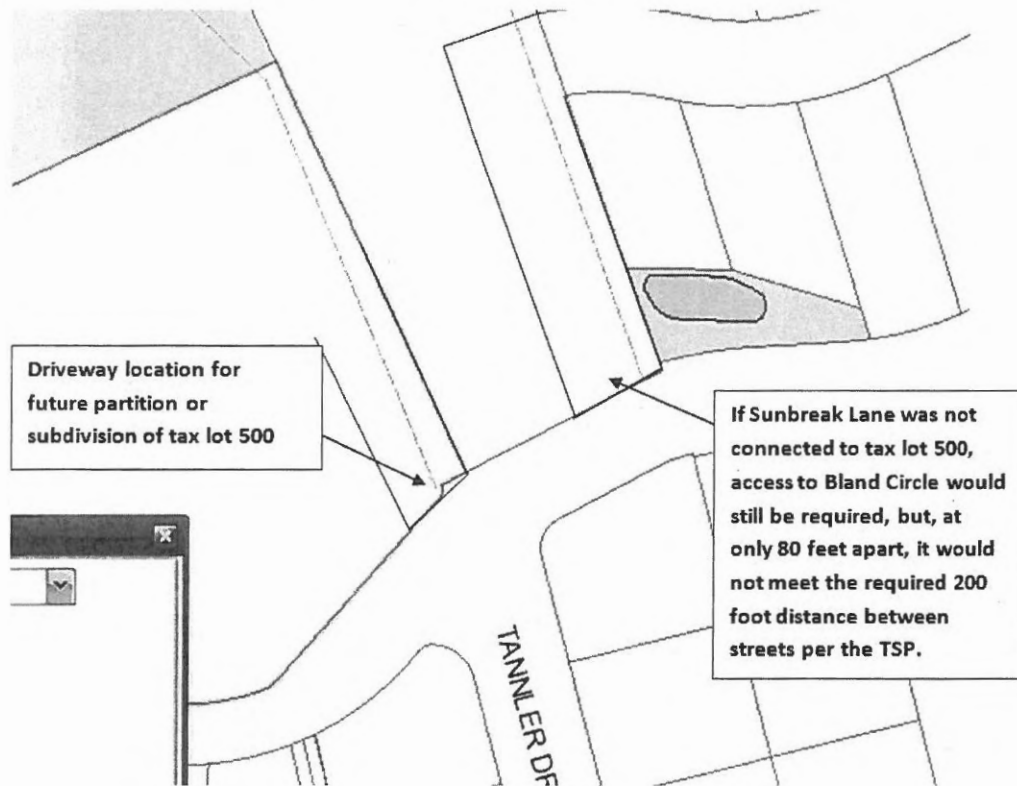 Driveway location for
future partition or
subdivision of tax lot 500
If Sunbreak Lane was not
connected to tax lot 500,
access to Bland Circle would
still be required, but, at
only 80 feet apart, it would
not meet the required 200
foot distance between
streets per the TSP.
TANNLER DR